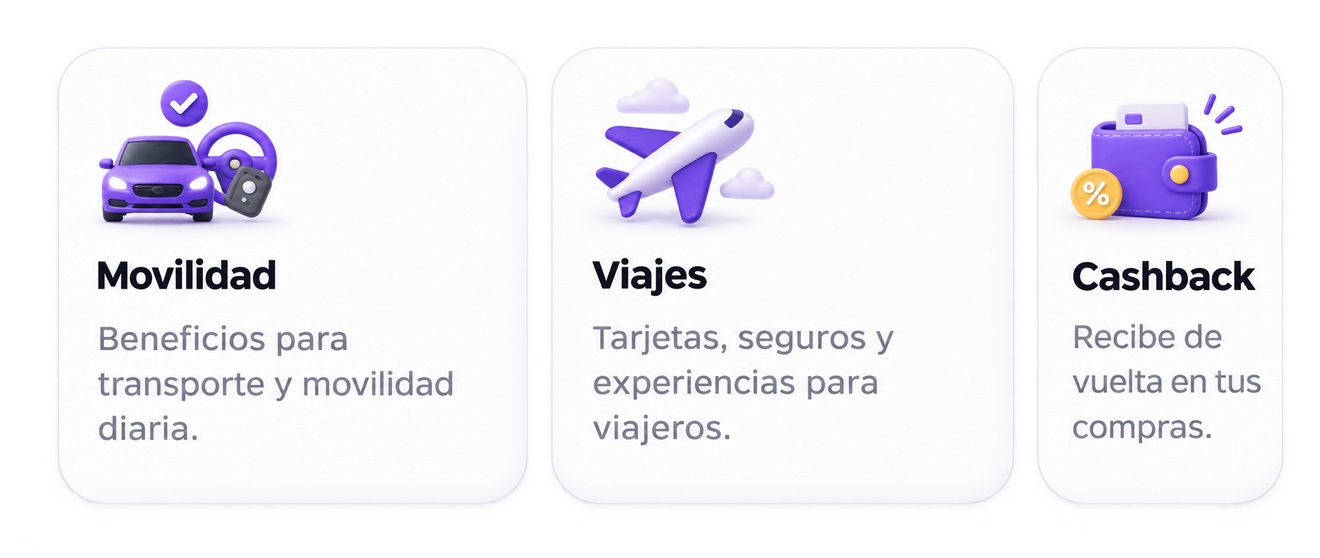 Movilidad
Beneficios para
transporte y movilidad
diaria.
Viajes
Tarjetas, seguros y
experiencias para
viajeros.
%
Cashback
Recibe de
vuelta en tus
compras.